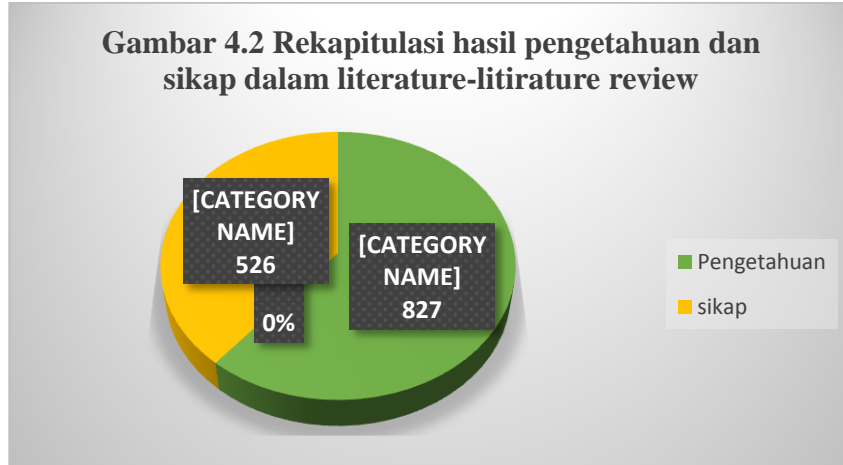 Gambar 4.2 Rekapitulasi hasil pengetahuan dan
sikap dalam literature-litirature review
[CATEGORY
NAME]
526
[CATEGORY
NAME]
827
0%
Pengetahuan
sikap